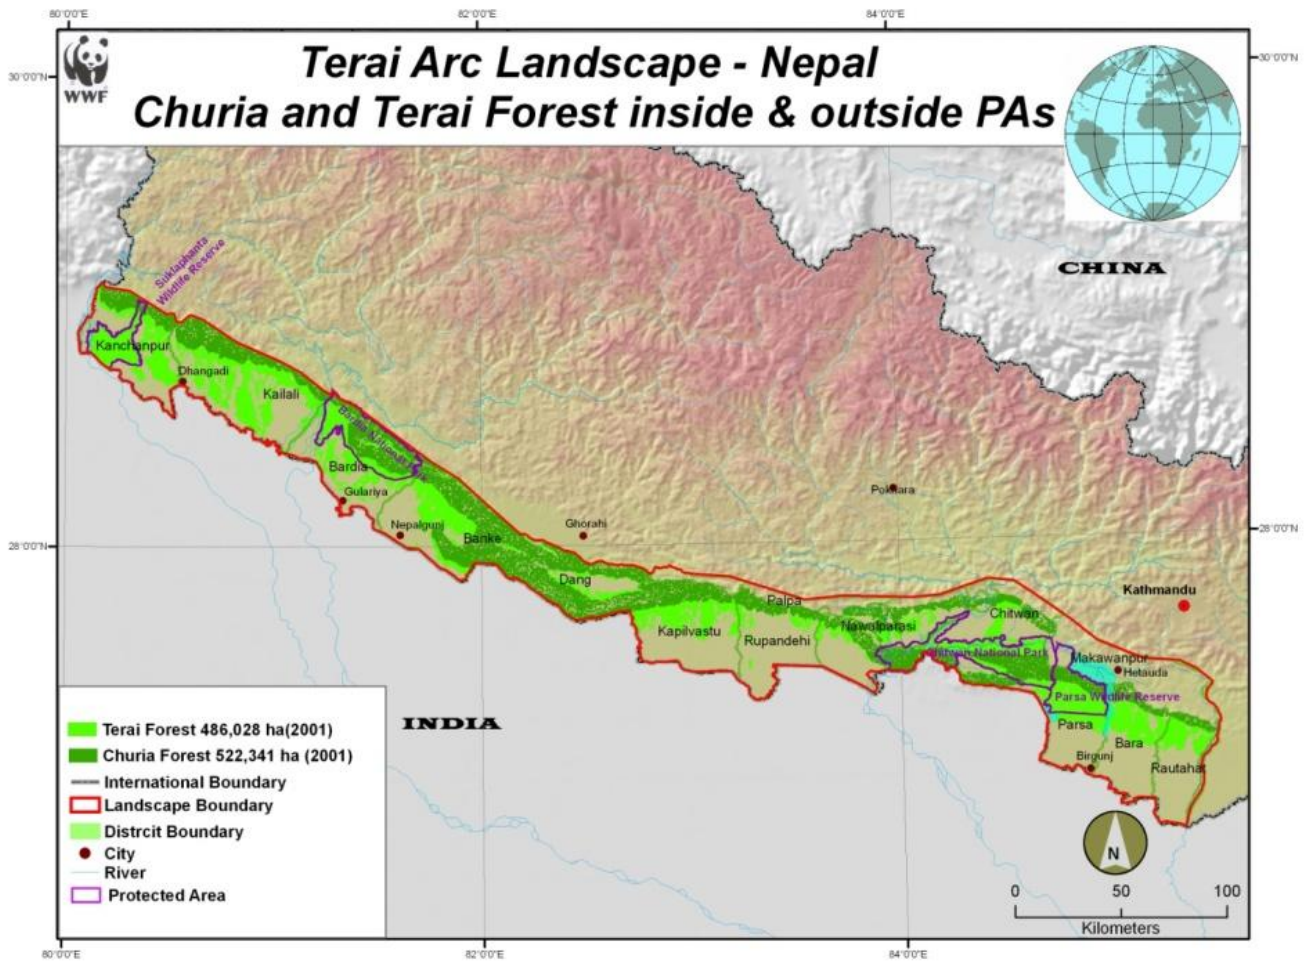 80°0'0"E
82°0'0"E
84°0'0"E
30°0'0"N
30°0'0"N
WWF
Terai Arc Landscape - Nepal
Churia and Terai Forest inside & outside PAs
CHINA
Suklaphanta
Wildlife Reserve
Kanchanpur
Dhangadi
Kailali
Bardia National Park
Bardia
Gulariya
Nepalgunj
Banke
Ghorahi
Pokhara
28°0'0"N
28°0'0"N
Dang
Palpa
Kathmandu
Chitwan
Nawalparasi
Kapilvastu
Rupandehi
Chitwan National Park
Makawanpur
Hetauda
Parsa Wildlife Reserve
Parsa
Bara
Birgunj
Rautahat
INDIA
Terai Forest 486,028 ha(2001)
Churia Forest 522,341 ha (2001)
International Boundary
Landscape Boundary
Distrcit Boundary
City
River
Protected Area
N
0 50 100
Kilometers
80°0'0"E
82°0'0"E
84°0'0"E